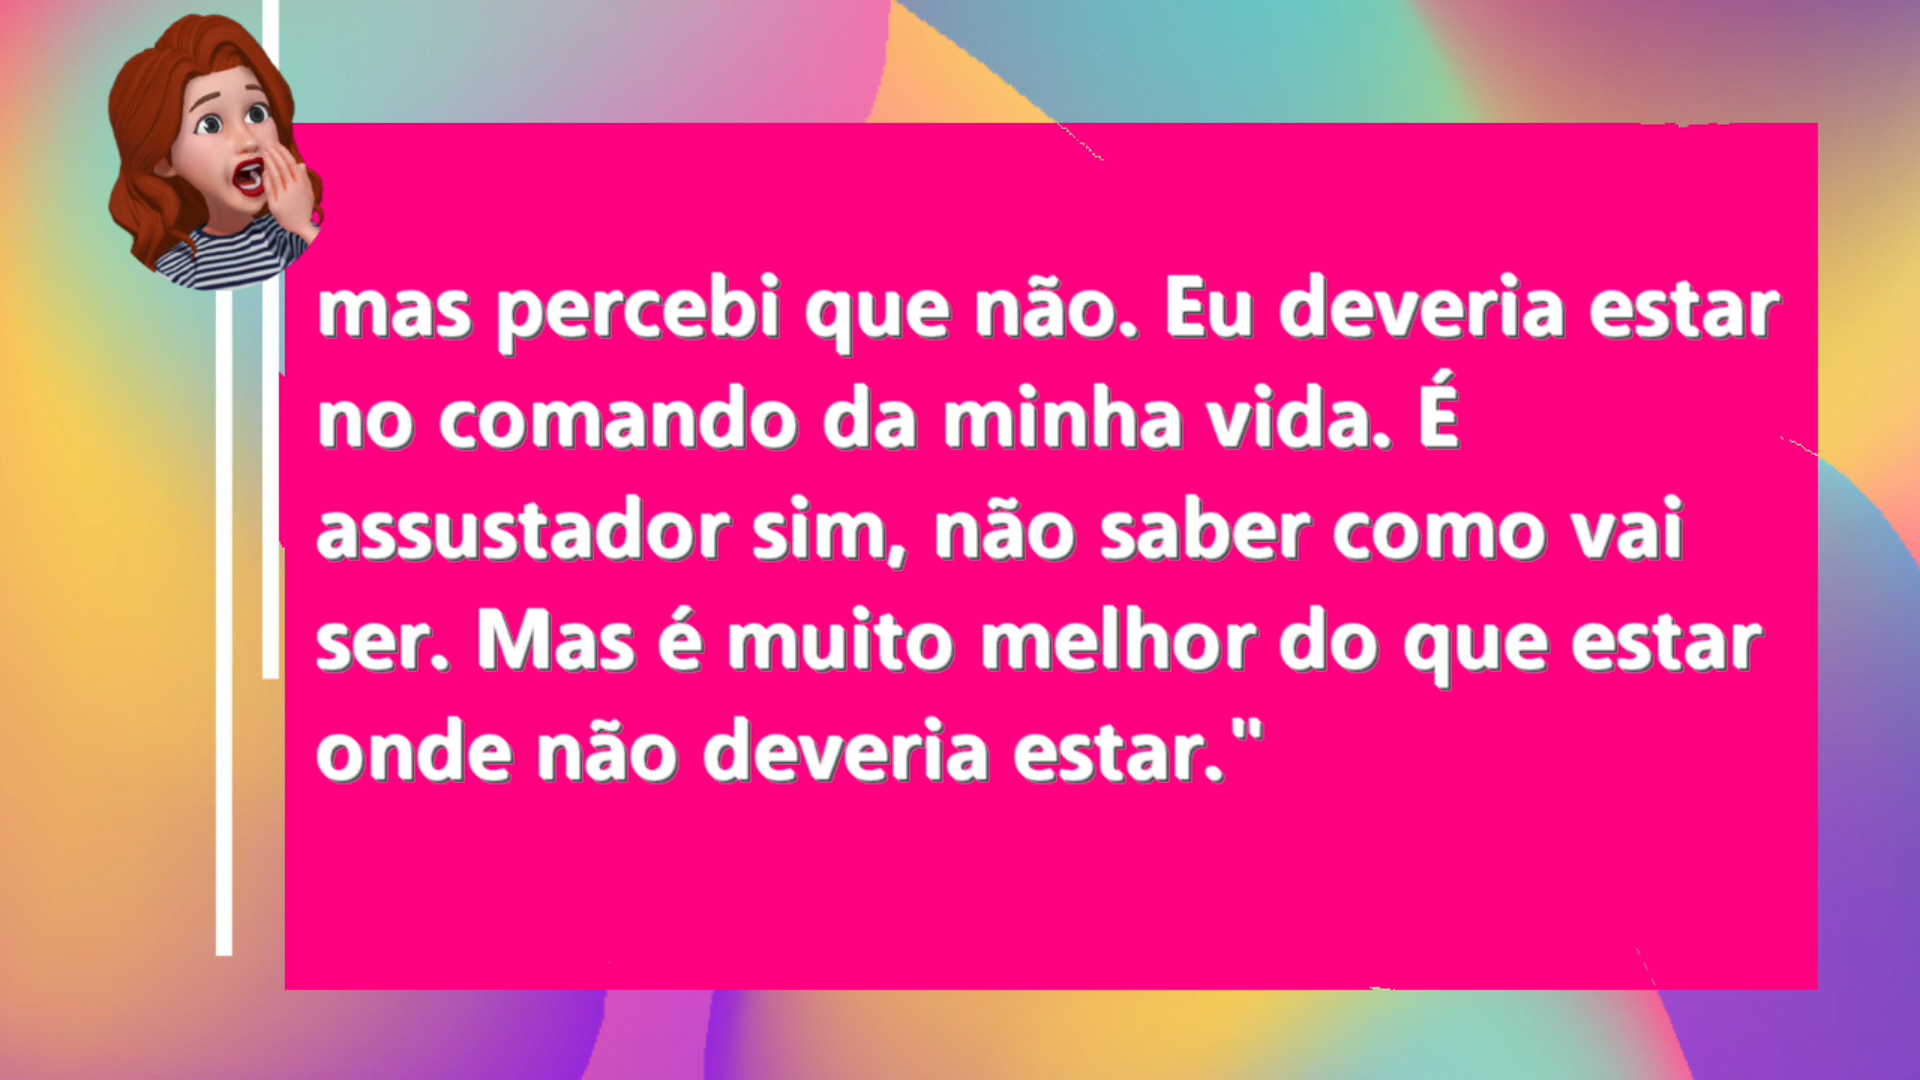 mas percebi que não. Eu deveria estar
no comando da minha vida. É
assustador sim, não saber como vai
ser. Mas é muito melhor do que estar
onde não deveria estar."